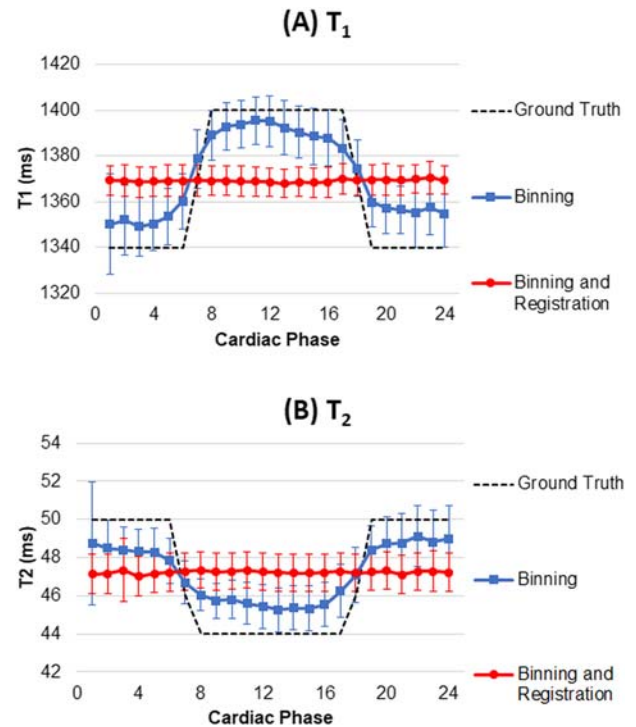 (A) T1
1420
1400
1380
1360
1340
1320
T1 (ms)
0 4 8 12 16 20 24
Cardiac Phase
Ground Truth
Binning
Binning and
Registration
(B) T2
54
52
50
48
46
44
42
T2 (ms)
0 4 8 12 16 20 24
Cardiac Phase
Ground Truth
Binning
Binning and
Registration